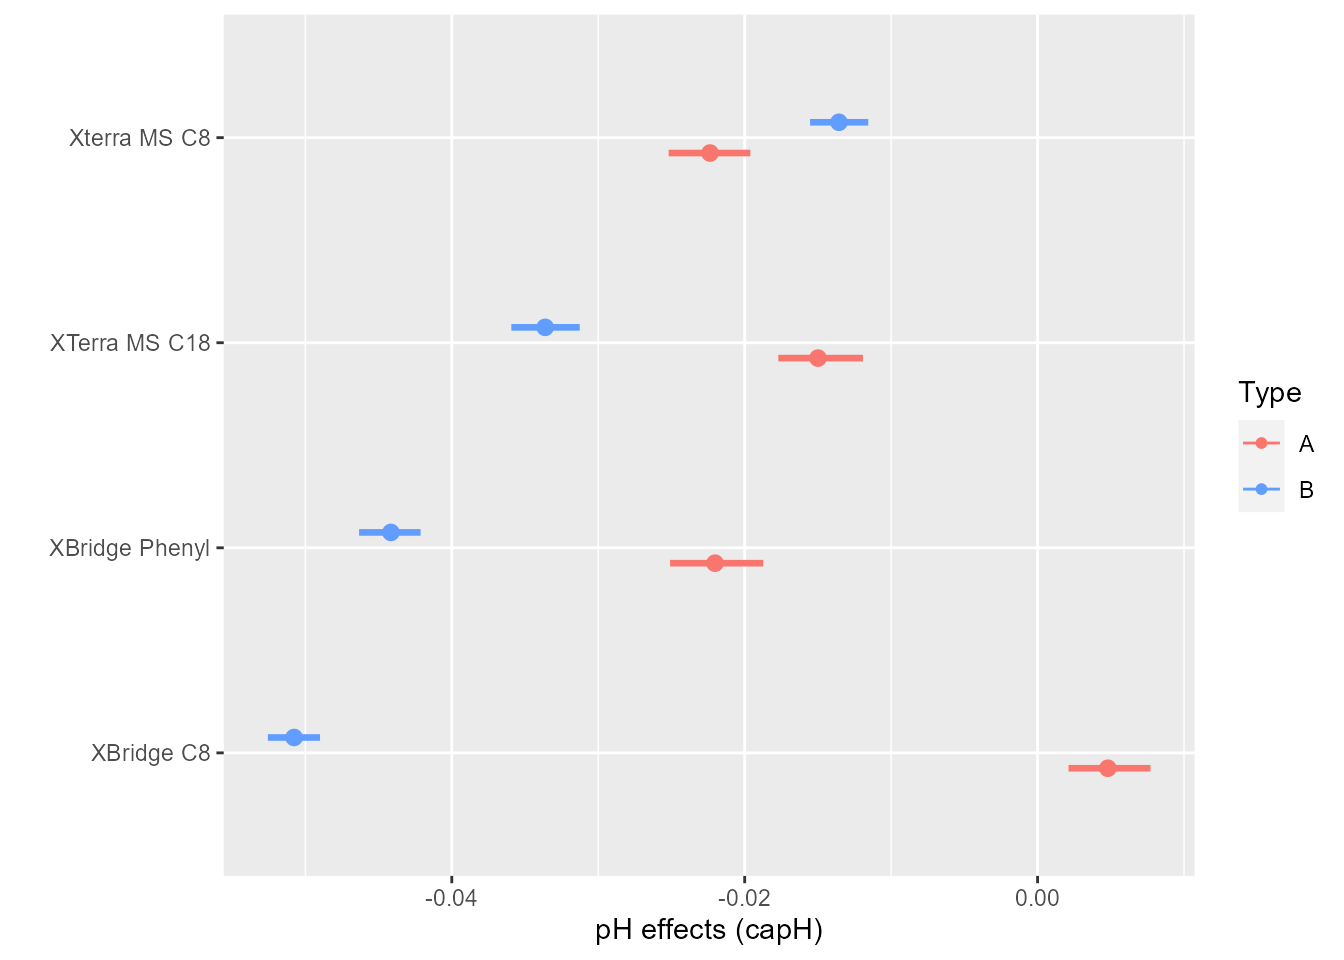 Xterra MS C8
XTerra MS C18
XBridge Phenyl
XBridge C8
-0.04
-0.02
0.00
pH effects (capH)
Type
A
B